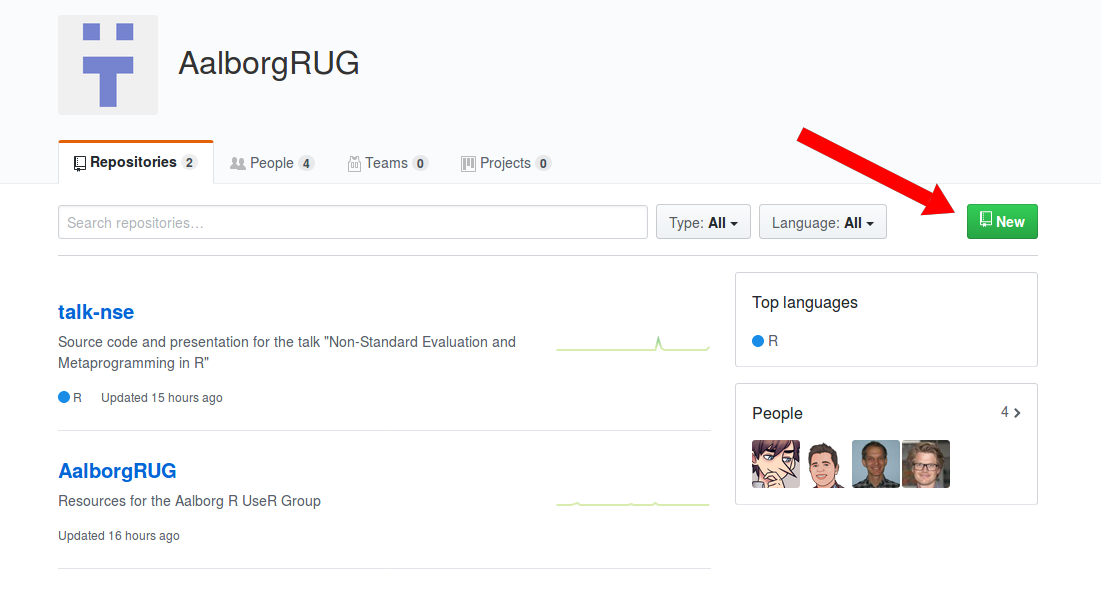 AalborgRUG
Repositories 2 People 4 Teams 0 Projects 0
Search repositories… Type: All Language: All New
talk-nse
Source code and presentation for the talk "Non-Standard Evaluation and
Metaprogramming in R"
R Updated 15 hours ago
AalborgRUG
Resources for the Aalborg R UseR Group
Updated 16 hours ago
Top languages
R
People 4